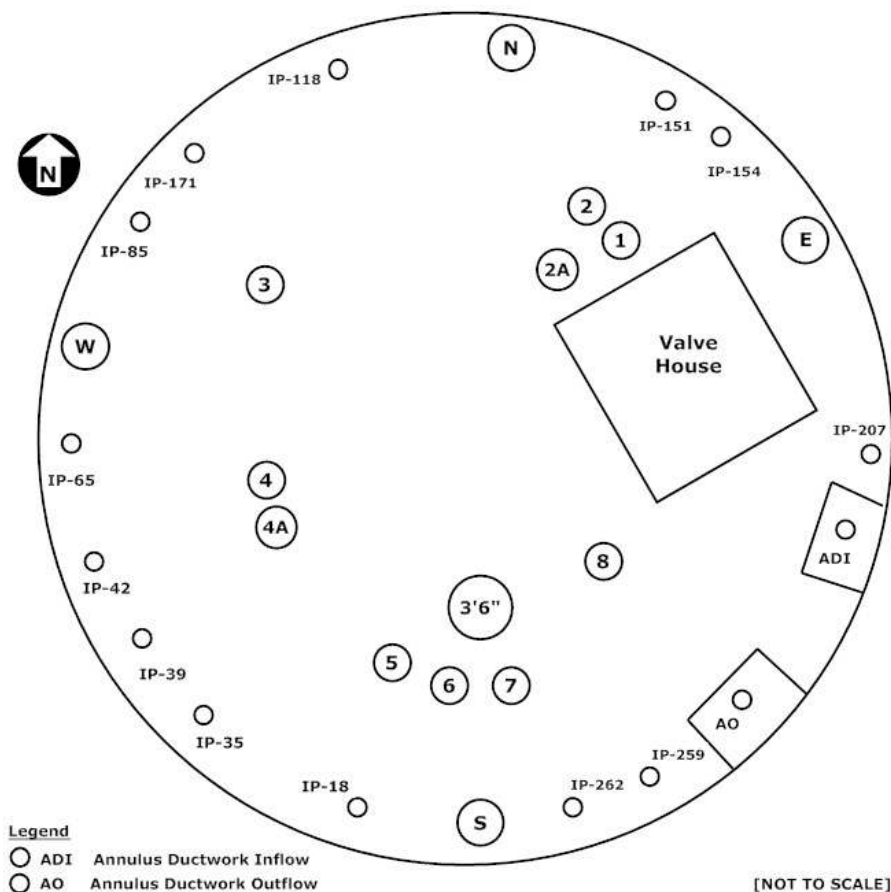 N
IP-118
IP-151
IP-154
N
IP-171
2
1
E
IP-85
2A
3
Valve
House
W
IP-207
IP-65
4
4A
ADI
8
IP-42
3'6"
IP-39
5
6
7
AO
IP-35
IP-259
IP-18
IP-262
S
Legend
ADI Annulus Ductwork Inflow
AO Annulus Ductwork Outflow
[NOT TO SCALE]